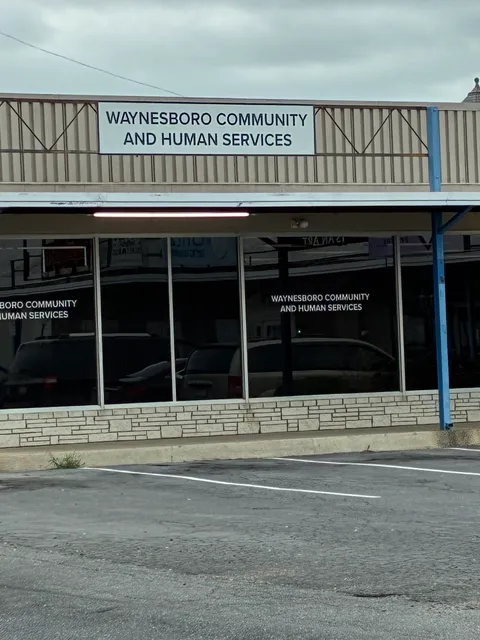 WAYNESBORO COMMUNITY
AND HUMAN SERVICES
BORO COMMUNITY
HUMAN SERVICES
WAYNESBORO COMMUNITY
AND HUMAN SERVICES